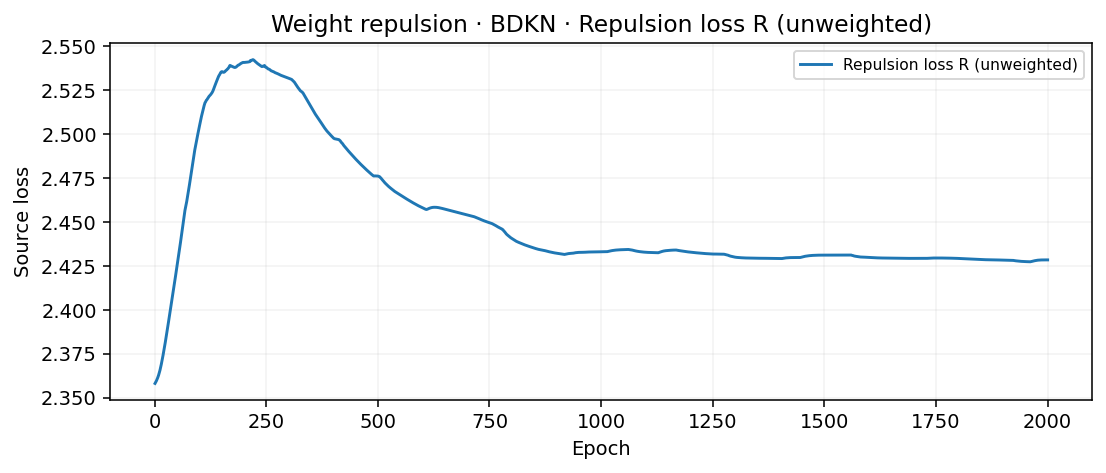 Weight repulsion · BDKN · Repulsion loss R (unweighted)
Repulsion loss R (unweighted)
Source loss
2.550
2.525
2.500
2.475
2.450
2.425
2.400
2.375
2.350
0 250 500 750 1000 1250 1500 1750 2000
Epoch